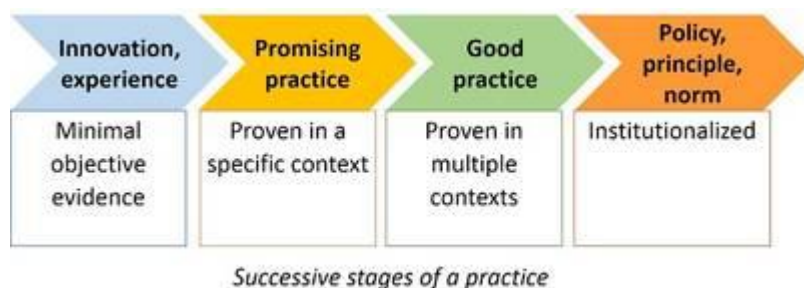 Innovation,
experience
Promising
practice
Good
practice
Policy,
principle,
norm
Minimal
objective
evidence
Proven in a
specific context
Proven in
multiple
contexts
Institutionalized
Successive stages of a practice